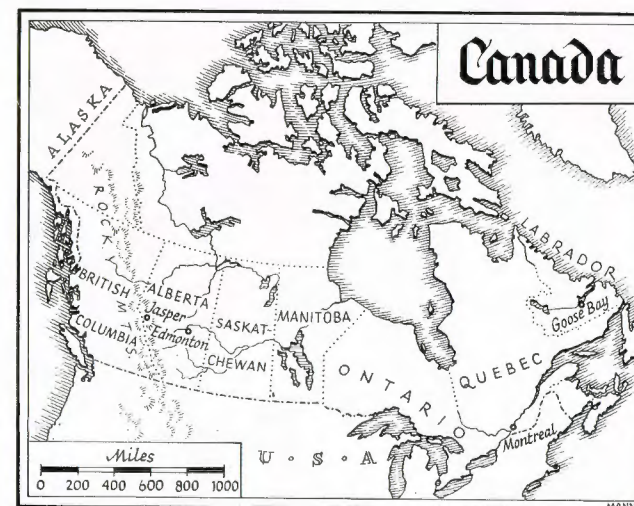 Canada
ALASKA
ROCKY MTS
LABRADOR
BRITISH
COLUMBIA
ALBERTA
Jasper
Edmonton
SASKAT-
CHEWAN
MANITOBA
Goose Bay
ONTARIO
QUEBEC
Montreal
U·S·A
Miles
0 200 400 600 800 1000